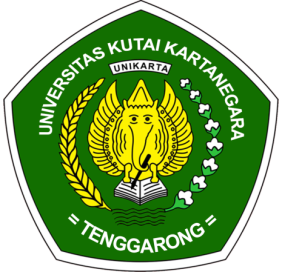 UNIVERSITAS KUTAI KARTANEGARA
UNIKARTA
= TENGGARONG =